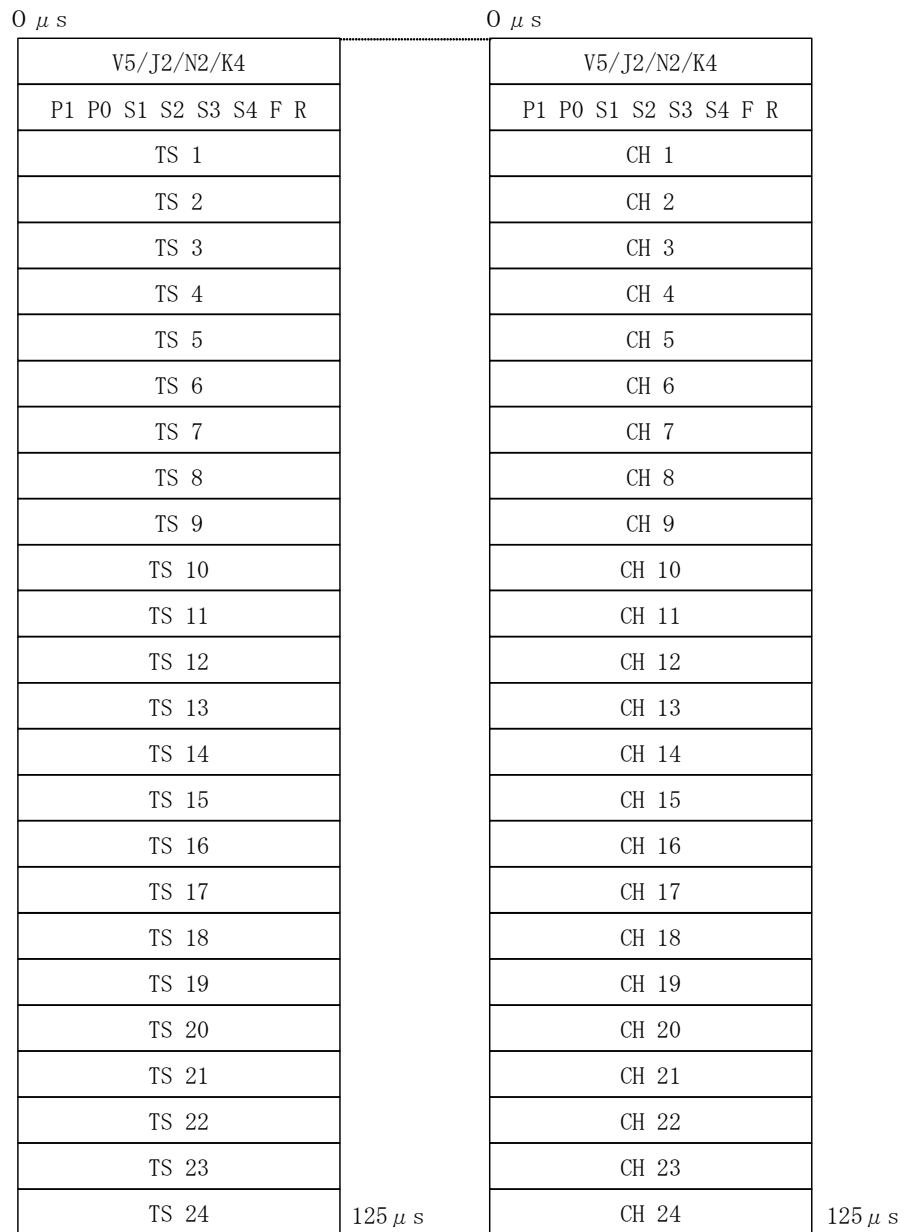 0 μs
V5/J2/N2/K4
P1 P0 S1 S2 S3 S4 F R
TS 1
TS 2
TS 3
TS 4
TS 5
TS 6
TS 7
TS 8
TS 9
TS 10
TS 11
TS 12
TS 13
TS 14
TS 15
TS 16
TS 17
TS 18
TS 19
TS 20
TS 21
TS 22
TS 23
TS 24
125μs
0 μs
V5/J2/N2/K4
P1 P0 S1 S2 S3 S4 F R
CH 1
CH 2
CH 3
CH 4
CH 5
CH 6
CH 7
CH 8
CH 9
CH 10
CH 11
CH 12
CH 13
CH 14
CH 15
CH 16
CH 17
CH 18
CH 19
CH 20
CH 21
CH 22
CH 23
CH 24
125μs